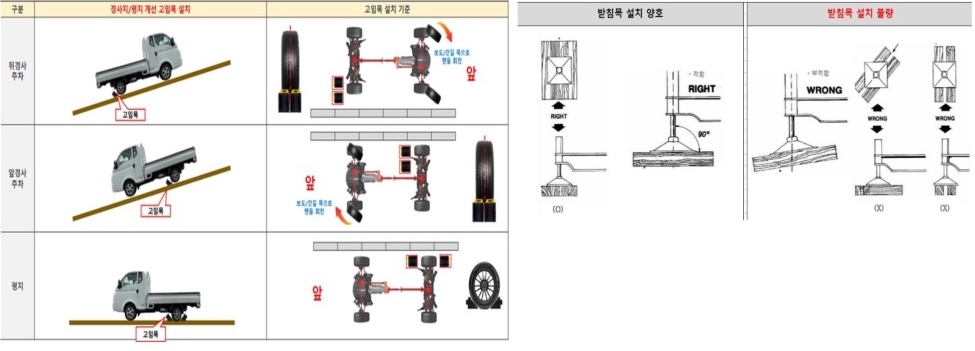 구분
경사지/평지 개선 고임목 설치
고임목 설치 기준
뒤경사
주차
고임목
보도/갓길 쪽으로
핸들 회전
앞
앞경사
주차
고임목
앞
보도/갓길 쪽으로
핸들 회전
평지
고임목
앞
받침목 설치 양호
받침목 설치 불량
RIGHT
(O)
· 적합
RIGHT
90°
· 부적합
WRONG
WRONG
(X)
WRONG
(X)